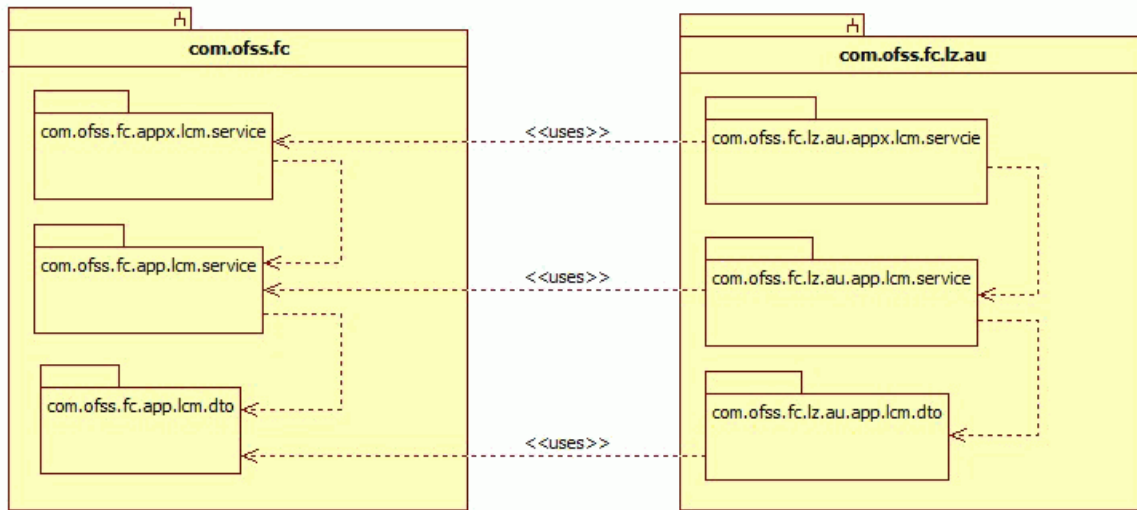 com.ofss.fc
com.ofss.fc.lz.au
com.ofss.fc.appx.lcm.service
<<uses>>
com.ofss.fc.lz.au.appx.lcm.servcie
com.ofss.fc.app.lcm.service
<<uses>>
com.ofss.fc.lz.au.app.lcm.service
com.ofss.fc.app.lcm.dto
com.ofss.fc.lz.au.app.lcm.dto
<<uses>>